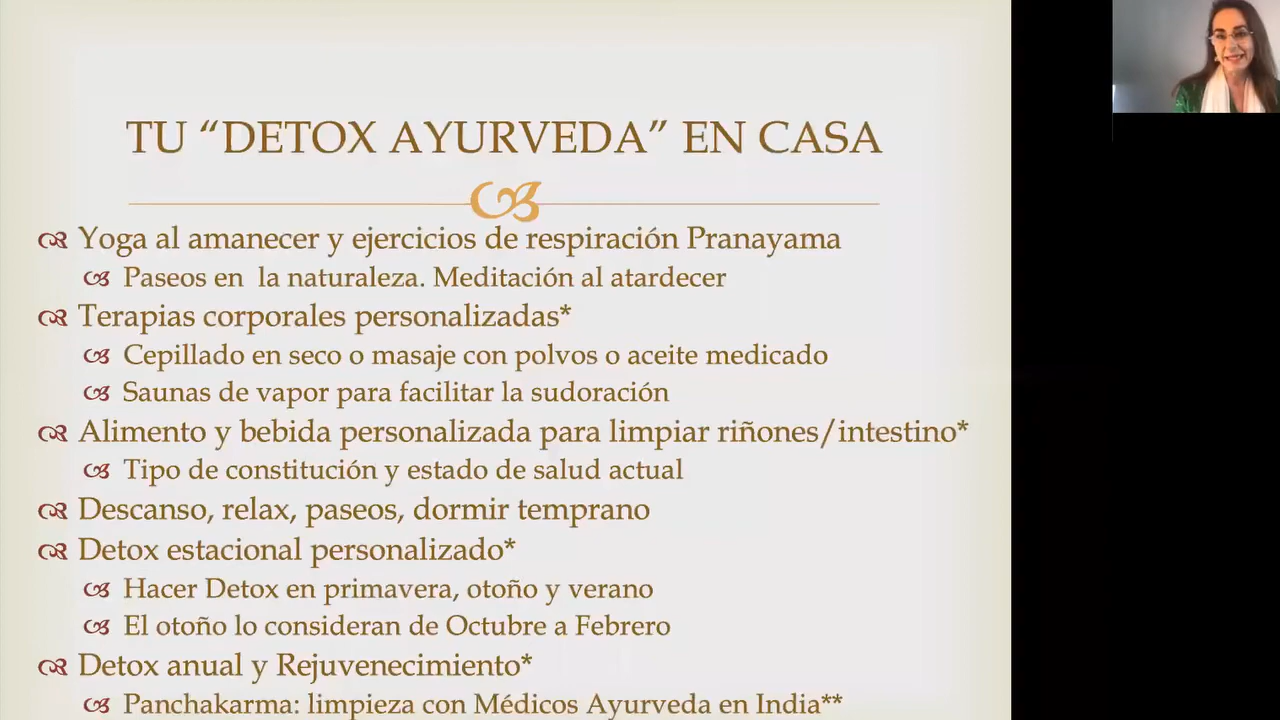 TU “DETOX AYURVEDA” EN CASA
Yoga al amanecer y ejercicios de respiración Pranayama
Paseos en  la naturaleza. Meditación al atardecer
Terapias corporales personalizadas*
Cepillado en seco o masaje con polvos o aceite medicado
Saunas de vapor para facilitar la sudoración
Alimento y bebida personalizada para limpiar riñones/intestino*
Tipo de constitución y estado de salud actual
Descanso, relax, paseos, dormir temprano
Detox estacional personalizado*
Hacer Detox en primavera, otoño y verano
El otoño lo consideran de Octubre a Febrero
Detox anual y Rejuvenecimiento*
Panchakarma: limpieza con Médicos Ayurveda en India**